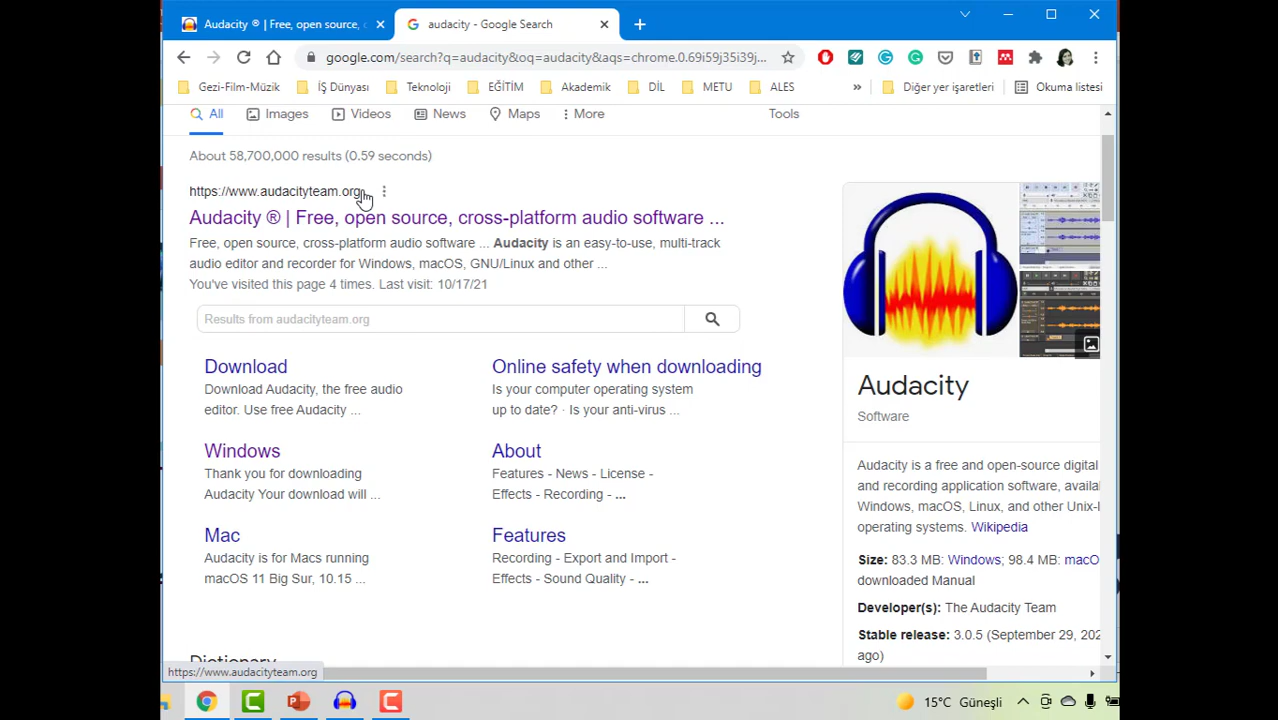 Audacity ® | Free, open source,
audacity - Google Search
google.com/search?q=audacity&oq=audacity&aqs=chrome.0.69i59j35i39j...
Gezi-Film-Müzik İŞ Dünyası Teknoloji EĞİTİM Akademik DİL METU ALES » Diğer yer işaretleri Okuma listesi
All Images Videos News Maps More Tools
About 58,700,000 results (0.59 seconds)
https://www.audacityteam.org
Audacity ® | Free, open source, cross-platform audio software ...
Free, open source, cross-platform audio software ... Audacity is an easy-to-use, multi-track
audio editor and recorder for Windows, macOS, GNU/Linux and other ...
You've visited this page 4 times. Last visit: 10/17/21
Results from audacityteam.org
Download
Download Audacity, the free audio
editor. Use free Audacity ...
Online safety when downloading
Is your computer operating system
up to date? · Is your anti-virus ...
Windows
Thank you for downloading
Audacity Your download will ...
About
Features - News - License -
Effects - Recording - ...
Mac
Audacity is for Macs running
macOS 11 Big Sur, 10.15 ...
Features
Recording - Export and Import -
Effects - Sound Quality - ...
Dictionary
Audacity
Software
Audacity is a free and open-source digital
and recording application software, availa
Windows, macOS, Linux, and other Unix-l
operating systems. Wikipedia
Size: 83.3 MB: Windows; 98.4 MB: macO
downloaded Manual
Developer(s): The Audacity Team
Stable release: 3.0.5 (September 29, 202
ago)
https://www.audacityteam.org
15°C Güneşli